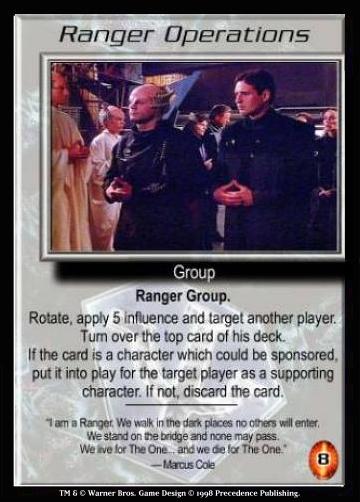 Ranger Operations
Group
Ranger Group.
Rotate, apply 5 influence and target another player.
Turn over the top card of his deck.
If the card is a character which could be sponsored,
put it into play for the target player as a supporting
character. If not, discard the card.
"I am a Ranger. We walk in the dark places no others will enter.
We stand on the bridge and none may pass.
We live for The One... and we die for The One."
— Marcus Cole
8
TM & © Warner Bros. Game Design © 1998 Precedence Publishing.